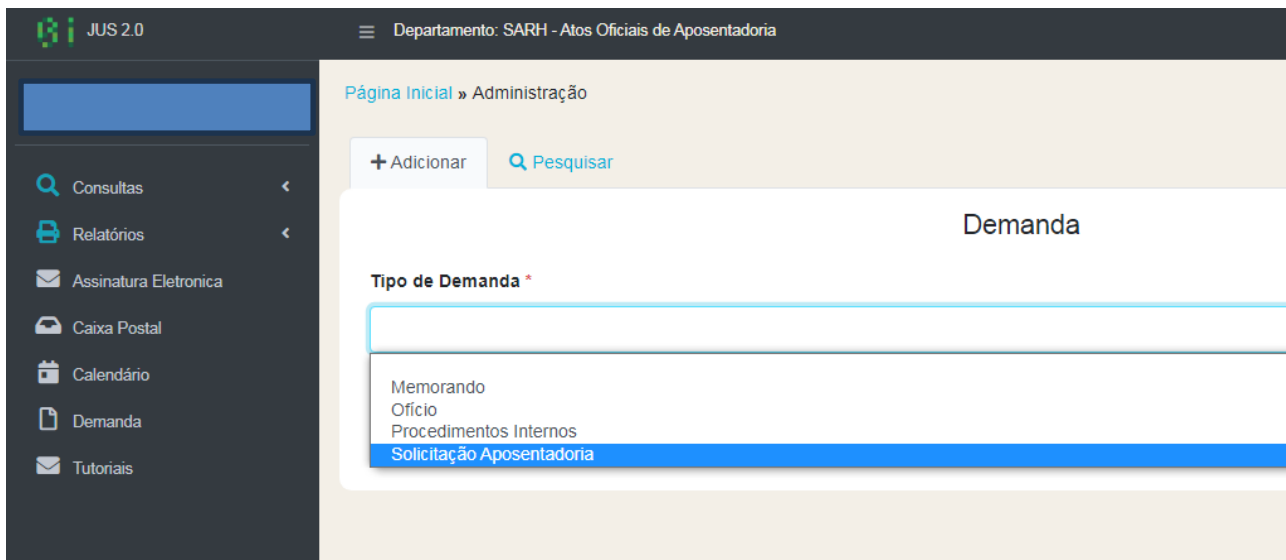 JUS 2.0
Departamento: SARH - Atos Oficiais de Aposentadoria
Página Inicial » Administração
Adicionar
Pesquisar
Consultas
Relatórios
Assinatura Eletronica
Caixa Postal
Calendário
Demanda
Tutoriais
Demanda
Tipo de Demanda *
Memorando
Ofício
Procedimentos Internos
Solicitação Aposentadoria